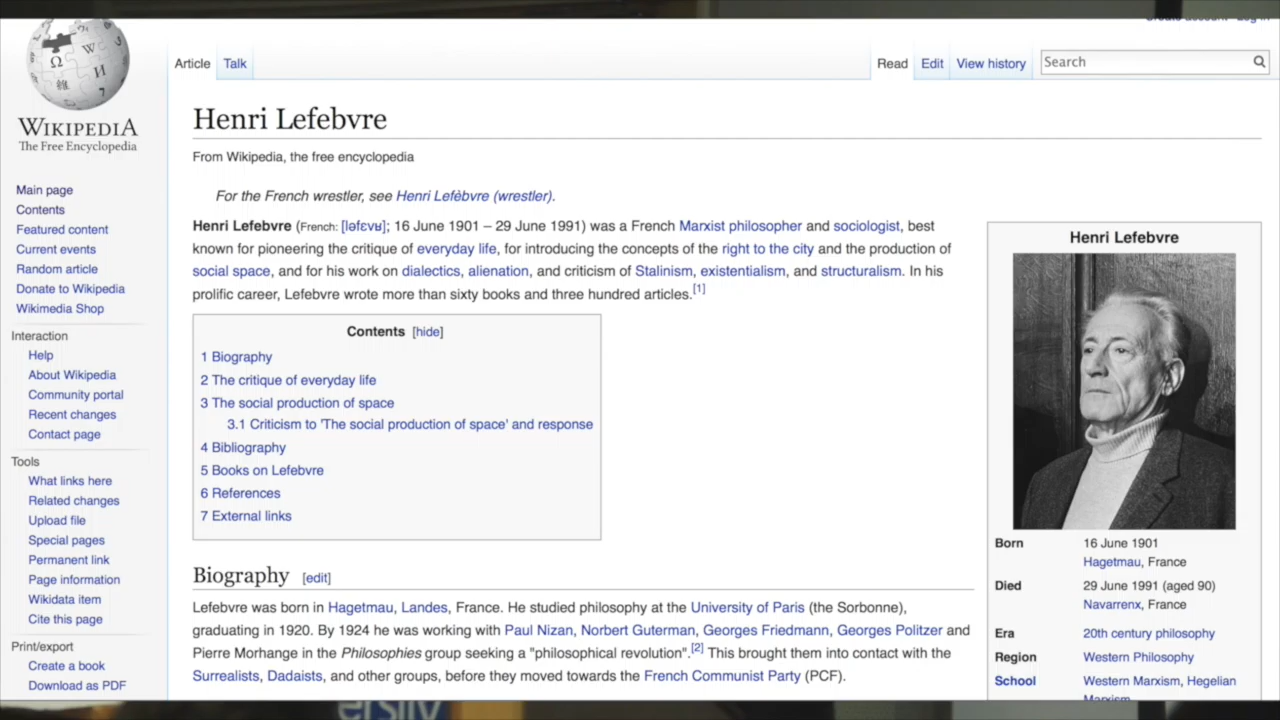 Article
Talk
Read
Edit
View history
Search
WIKIPEDIA
The Free Encyclopedia
Main page
Contents
Featured content
Current events
Random article
Donate to Wikipedia
Wikimedia Shop
Interaction
Help
About Wikipedia
Community portal
Recent changes
Contact page
Tools
What links here
Related changes
Upload file
Special pages
Permanent link
Page information
Wikidata item
Cite this page
Print/export
Create a book
Download as PDF
Henri Lefebvre
From Wikipedia, the free encyclopedia
For the French wrestler, see Henri Lefèbvre (wrestler).
Henri Lefebvre (French: [ləfɛvʁ]; 16 June 1901 – 29 June 1991) was a French Marxist philosopher and sociologist, best
known for pioneering the critique of everyday life, for introducing the concepts of the right to the city and the production of
social space, and for his work on dialectics, alienation, and criticism of Stalinism, existentialism, and structuralism. In his
prolific career, Lefebvre wrote more than sixty books and three hundred articles.[1]
Contents [hide]
1 Biography
2 The critique of everyday life
3 The social production of space
3.1 Criticism to 'The social production of space' and response
4 Bibliography
5 Books on Lefebvre
6 References
7 External links
Biography [edit]
Lefebvre was born in Hagetmau, Landes, France. He studied philosophy at the University of Paris (the Sorbonne),
graduating in 1920. By 1924 he was working with Paul Nizan, Norbert Guterman, Georges Friedmann, Georges Politzer and
Pierre Morhange in the Philosophies group seeking a "philosophical revolution".[2] This brought them into contact with the
Surrealists, Dadaists, and other groups, before they moved towards the French Communist Party (PCF).
Henri Lefebvre
Born 16 June 1901
Hagetmau, France
Died 29 June 1991 (aged 90)
Navarrenx, France
Era 20th century philosophy
Region Western Philosophy
School Western Marxism, Hegelian
Marxism